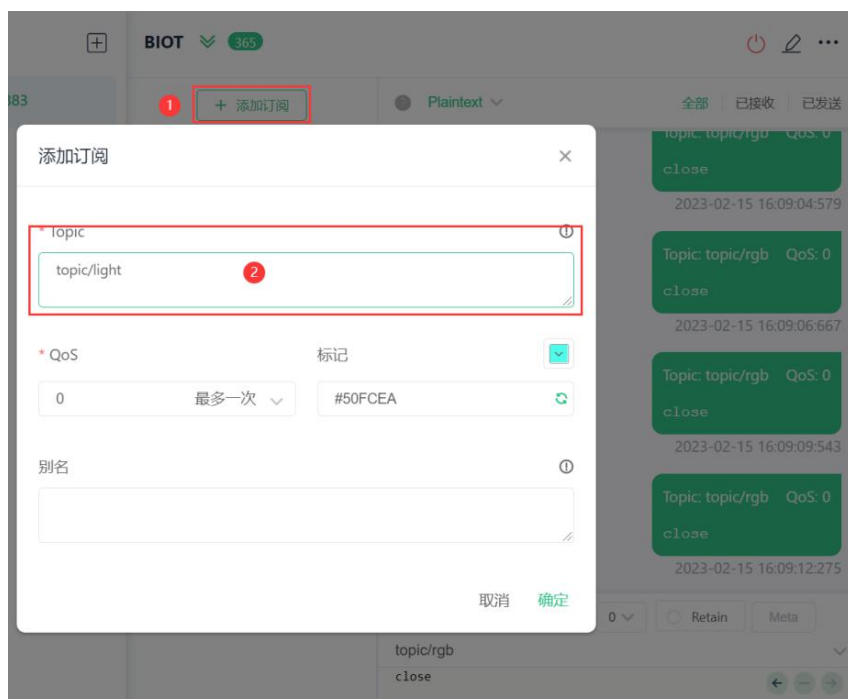 BIOT 365
383
1 + 添加订阅 Plaintext 全部 已接收 已发送
添加订阅
Topic: topic/rgb QoS: 0
close
2023-02-15 16:09:04:579
* Topic
topic/light 2
Topic: topic/rgb QoS: 0
close
2023-02-15 16:09:06:667
* QoS 标记
0 最多一次 #50FCEA
Topic: topic/rgb QoS: 0
close
2023-02-15 16:09:09:543
别名
Topic: topic/rgb QoS: 0
close
2023-02-15 16:09:12:275
取消 确定
0 Retain Meta
topic/rgb
close